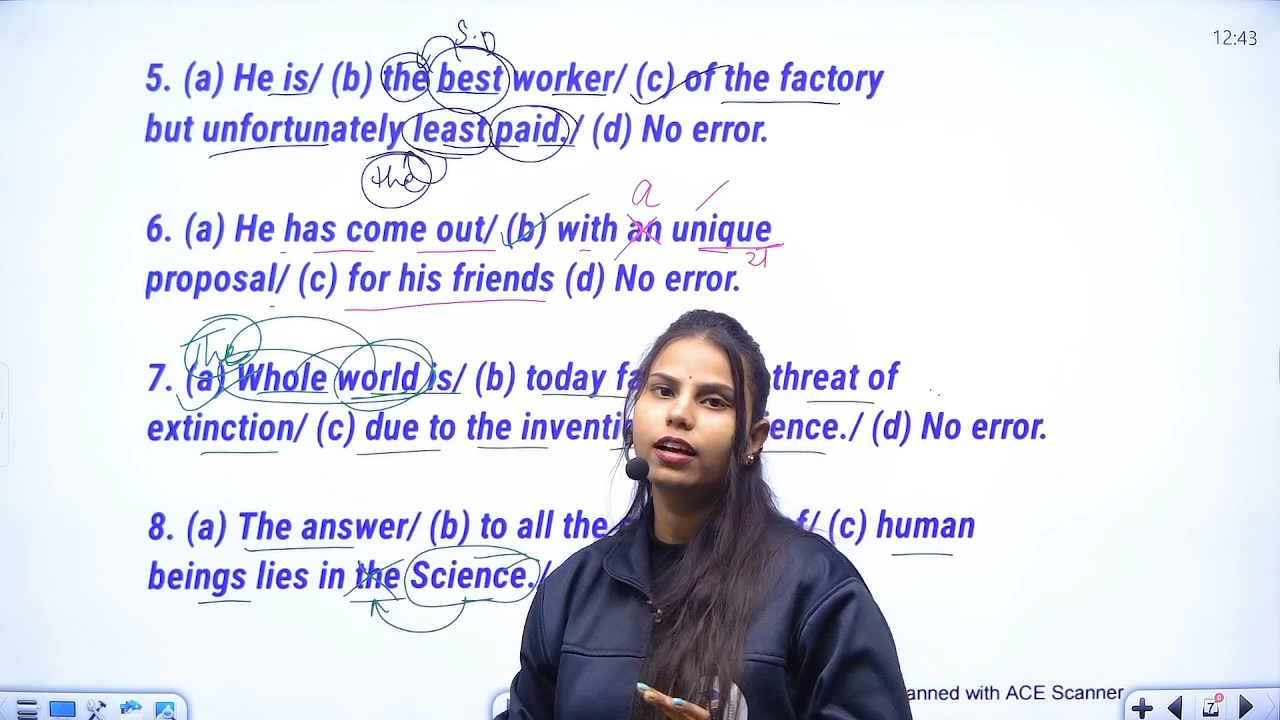 12:43
S.D
5. (a) He is/ (b) the best worker/ (c) of the factory
but unfortunately least paid./ (d) No error.
the
a
6. (a) He has come out/ (b) with an unique
य
proposal/ (c) for his friends (d) No error.
The
7. (a) Whole world is/ (b) today threat of
extinction/ (c) due to the (d) No error.
8. (a) The answer/ (b) to all the (c) human
beings lies in the Science./
anned with ACE Scanner
7